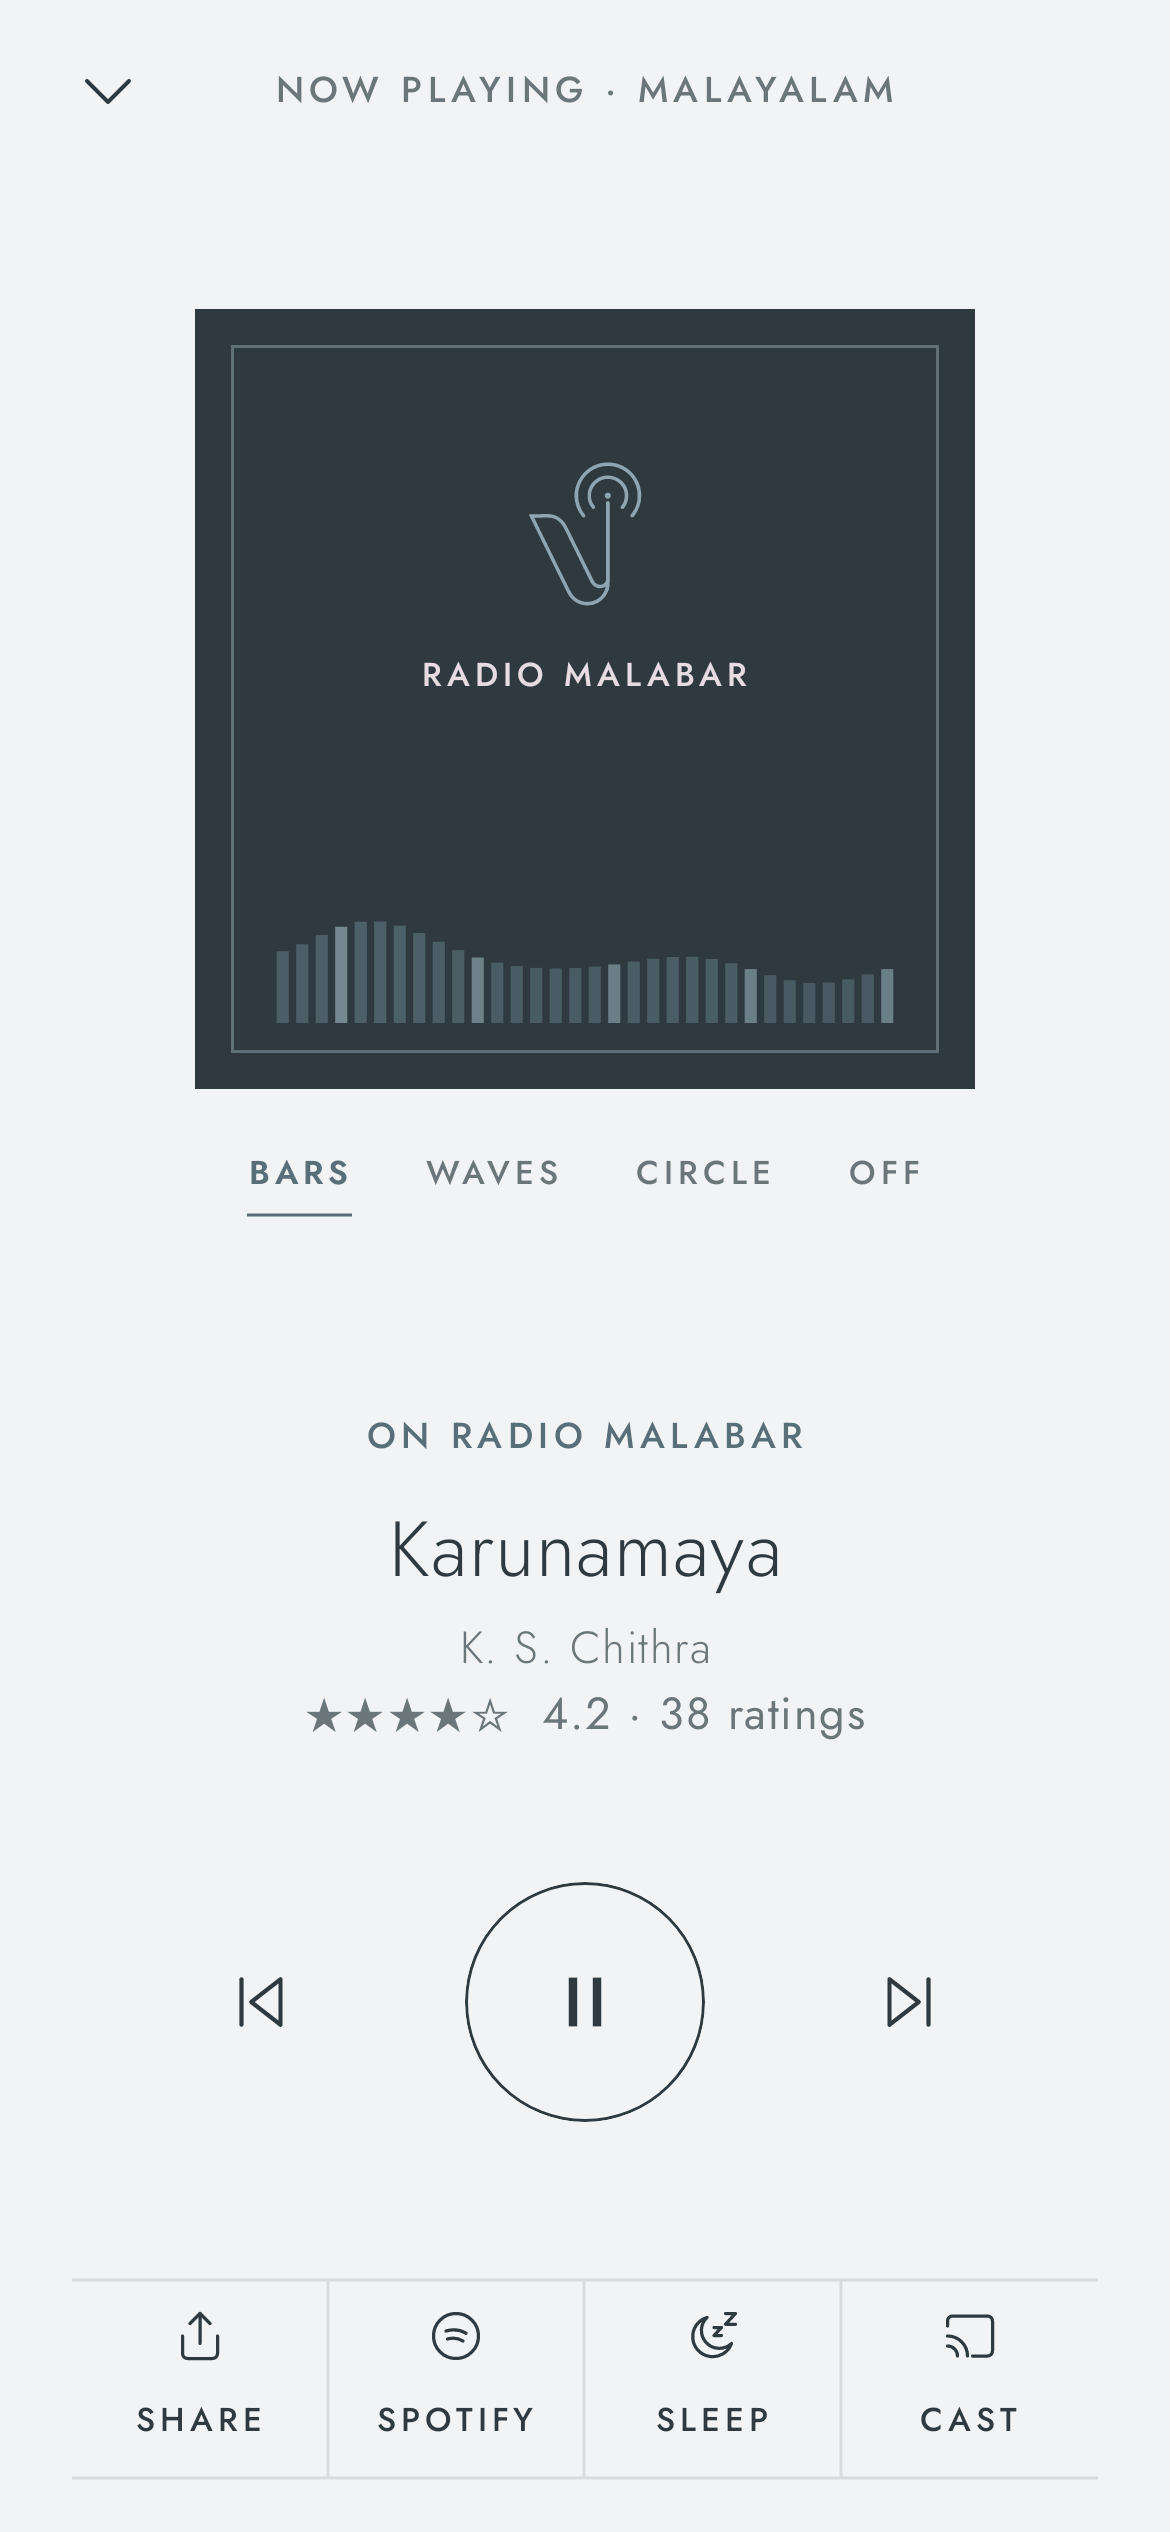 NOW PLAYING · MALAYALAM
RADIO MALABAR
BARS WAVES CIRCLE OFF
ON RADIO MALABAR
Karunamaya
K. S. Chithra
★★★★☆ 4.2 · 38 ratings
SHARE SPOTIFY SLEEP CAST